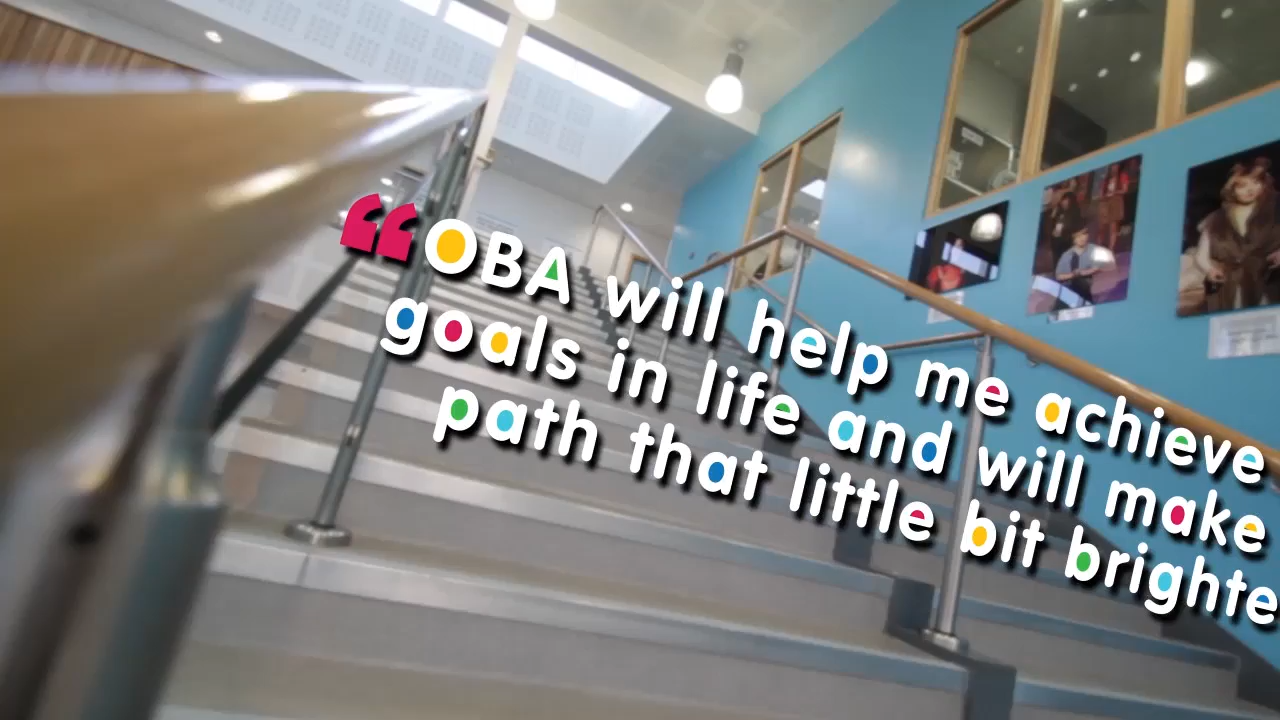 “OBA will help me achieve
goals in life and will make
path that little bit brighte